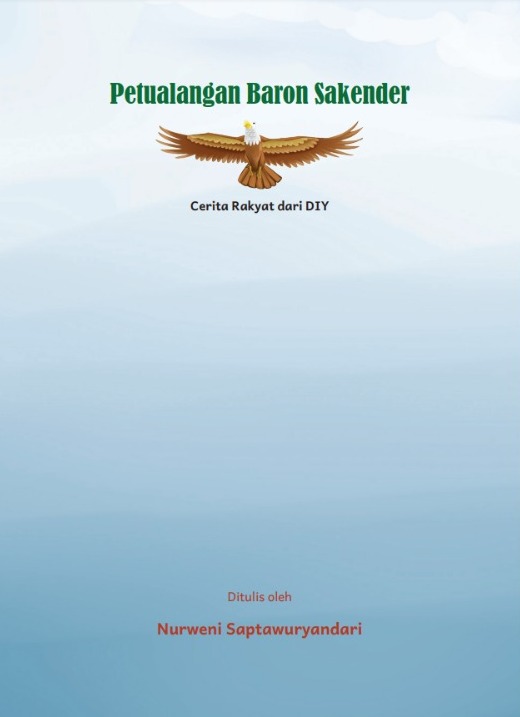 Petualangan Baron Sakender
Cerita Rakyat dari DIY
Ditulis oleh
Nurweni Saptawuryandari